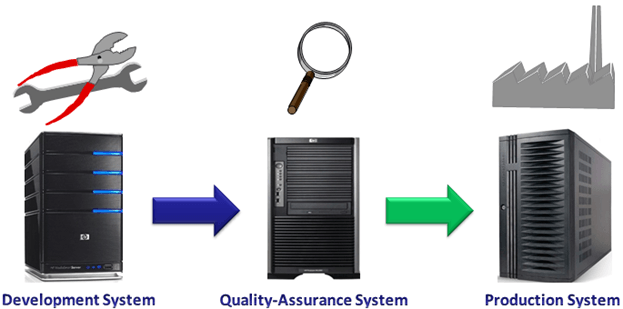 Development System
Quality-Assurance System
Production System